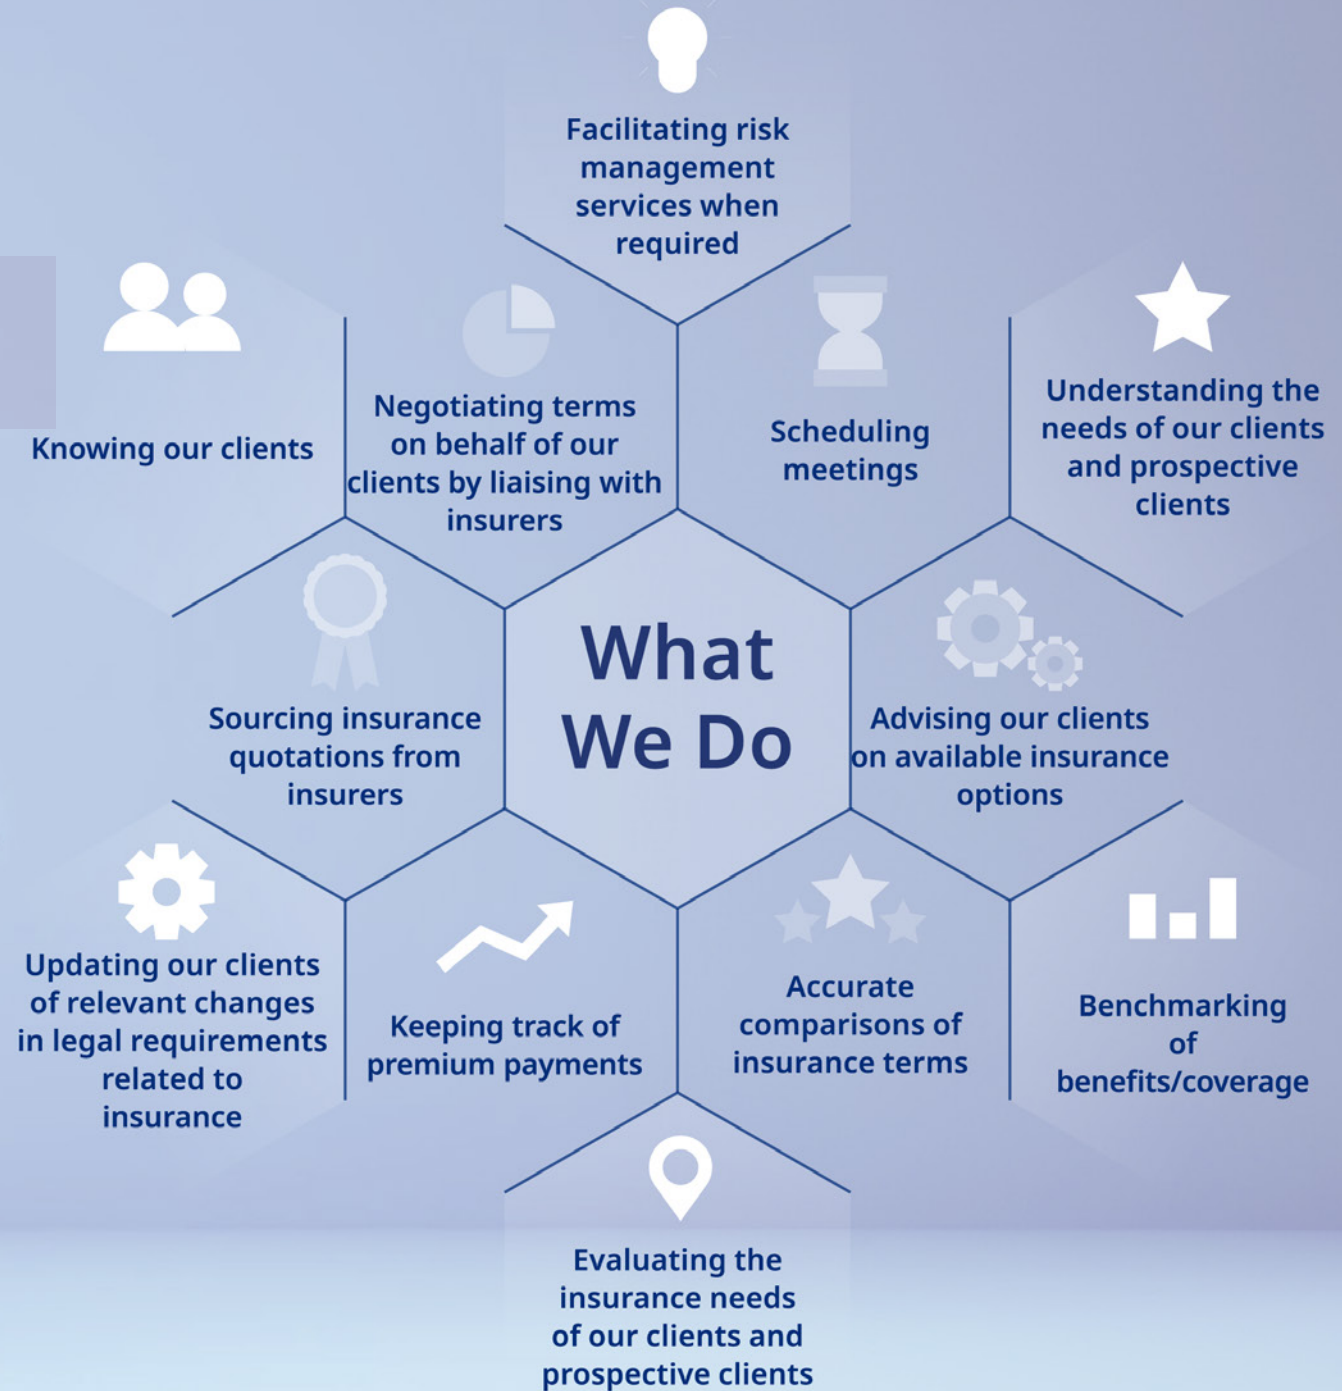 Facilitating risk
management
services when
required
Knowing our clients
Negotiating terms
on behalf of our
clients by liaising with
insurers
Scheduling
meetings
Understanding the
needs of our clients
and prospective
clients
Sourcing insurance
quotations from
insurers
What
We Do
Advising our clients
on available insurance
options
Updating our clients
of relevant changes
in legal requirements
related to
insurance
Keeping track of
premium payments
Accurate
comparisons of
insurance terms
Benchmarking
of
benefits/coverage
Evaluating the
insurance needs
of our clients and
prospective clients